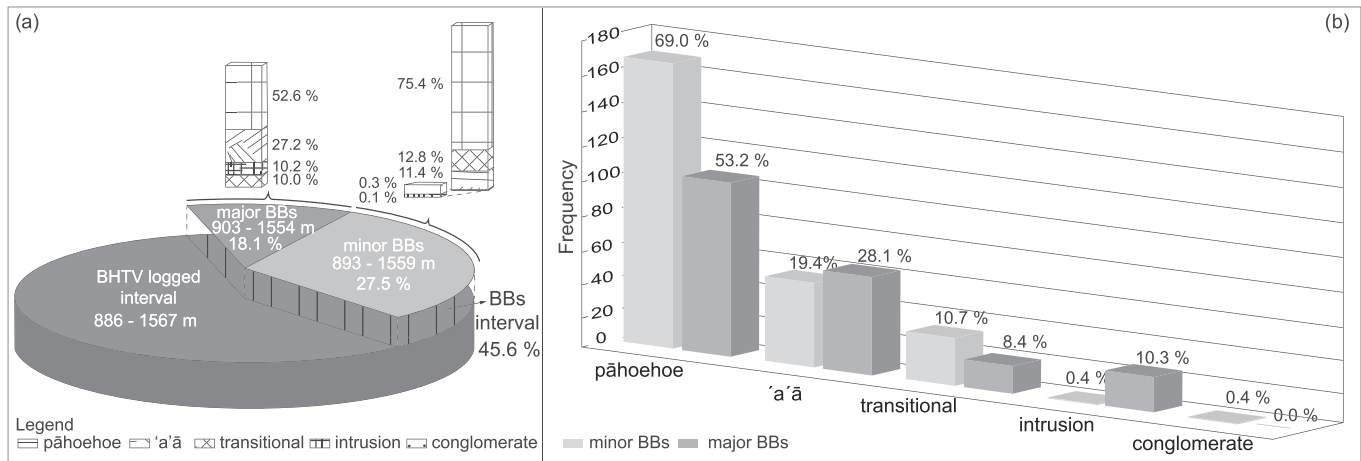 (a)
52.6 %
27.2 %
10.2 %
10.0 %
75.4 %
12.8 %
11.4 %
0.3 %
0.1 %
major BBs
903 - 1554 m
18.1 %
minor BBs
893 - 1559 m
27.5 %
BHTV logged
interval
886 - 1567 m
BBs
interval
45.6 %
Legend
pāhoehoe ʻaʻā transitional intrusion conglomerate
(b)
Frequency
180
160
140
120
100
80
60
40
20
0
69.0 %
53.2 %
19.4%
28.1 %
10.7 %
8.4 %
0.4 %
10.3 %
0.4 %
0.0 %
pāhoehoe
´a´ā
transitional
intrusion
conglomerate
minor BBs major BBs